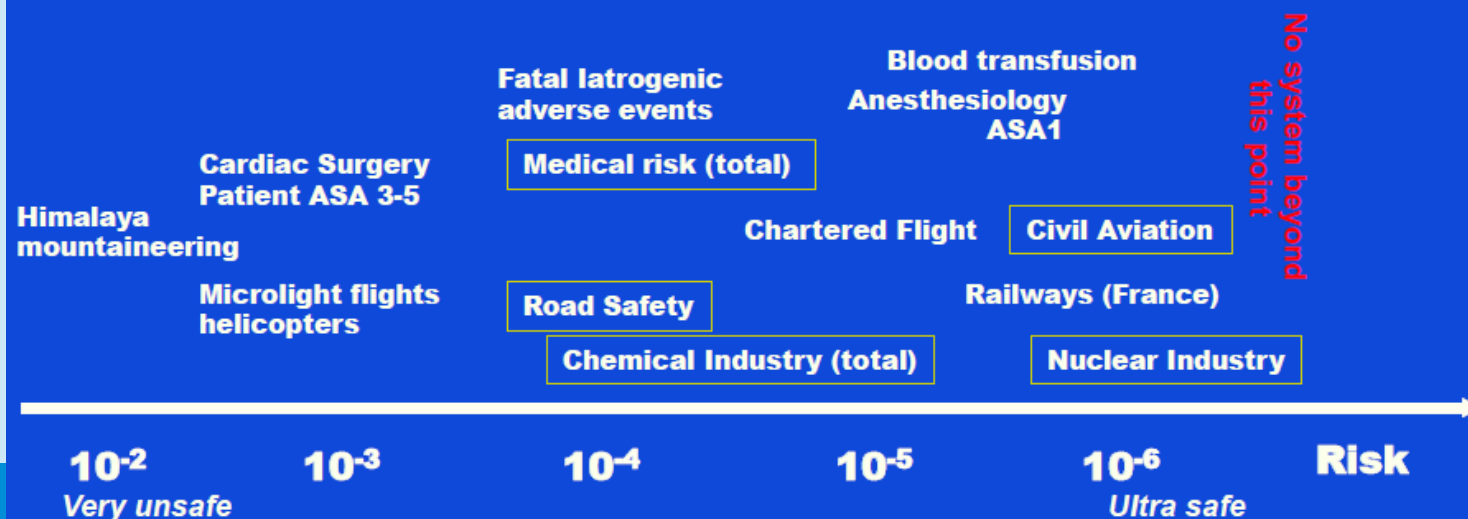 No system beyond
this point
Blood transfusion
Fatal Iatrogenic
adverse events
Anesthesiology
ASA1
Cardiac Surgery
Patient ASA 3-5
Medical risk (total)
Himalaya
mountaineering
Chartered Flight
Civil Aviation
Microlight flights
helicopters
Road Safety
Railways (France)
Chemical Industry (total)
Nuclear Industry
10⁻² 10⁻³ 10⁻⁴ 10⁻⁵ 10⁻⁶ Risk
Very unsafe Ultra safe